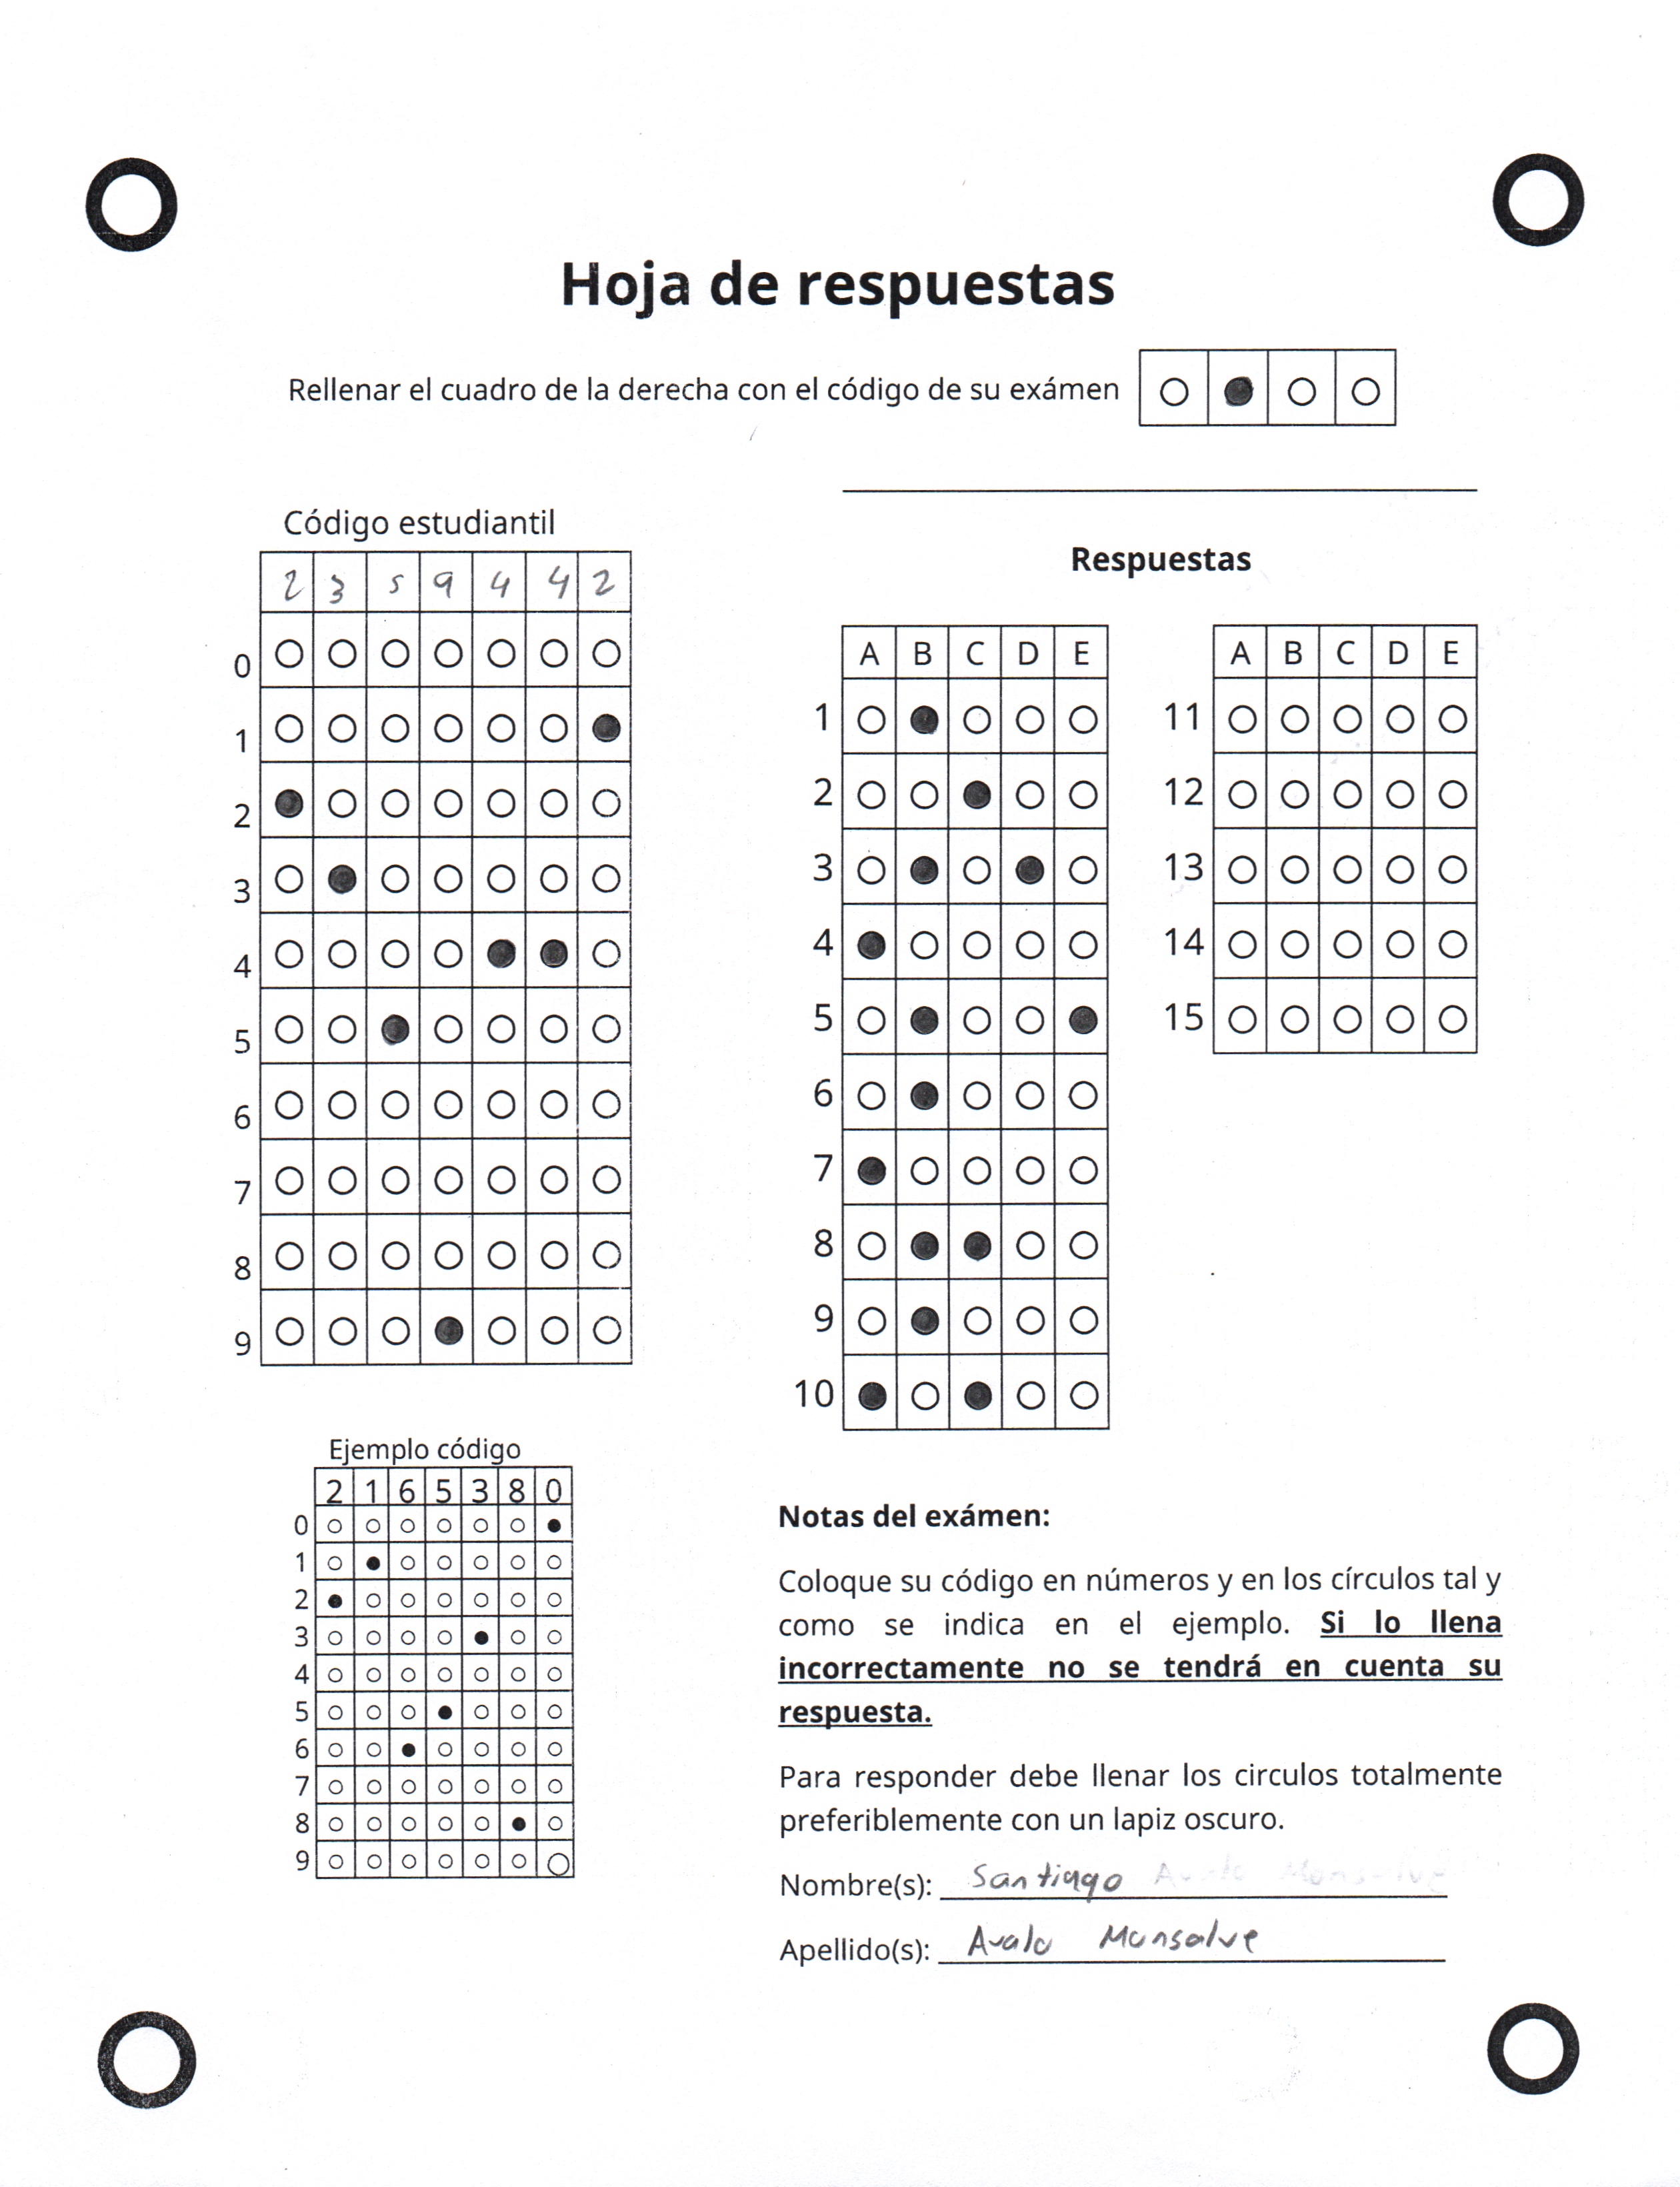 Hoja de respuestas
Rellenar el cuadro de la derecha con el código de su exámen
Código estudiantil
2 3 5 9 4 4 2
0
1
2
3
4
5
6
7
8
9
Respuestas
A B C D E
1
2
3
4
5
6
7
8
9
10
A B C D E
11
12
13
14
15
Ejemplo código
2 1 6 5 3 8 0
0
1
2
3
4
5
6
7
8
9
Notas del exámen:
Coloque su código en números y en los círculos tal y
como se indica en el ejemplo. Si lo llena
incorrectamente no se tendrá en cuenta su
respuesta.
Para responder debe llenar los circulos totalmente
preferiblemente con un lapiz oscuro.
Nombre(s): Santiago
Apellido(s): Avalo Monsalve